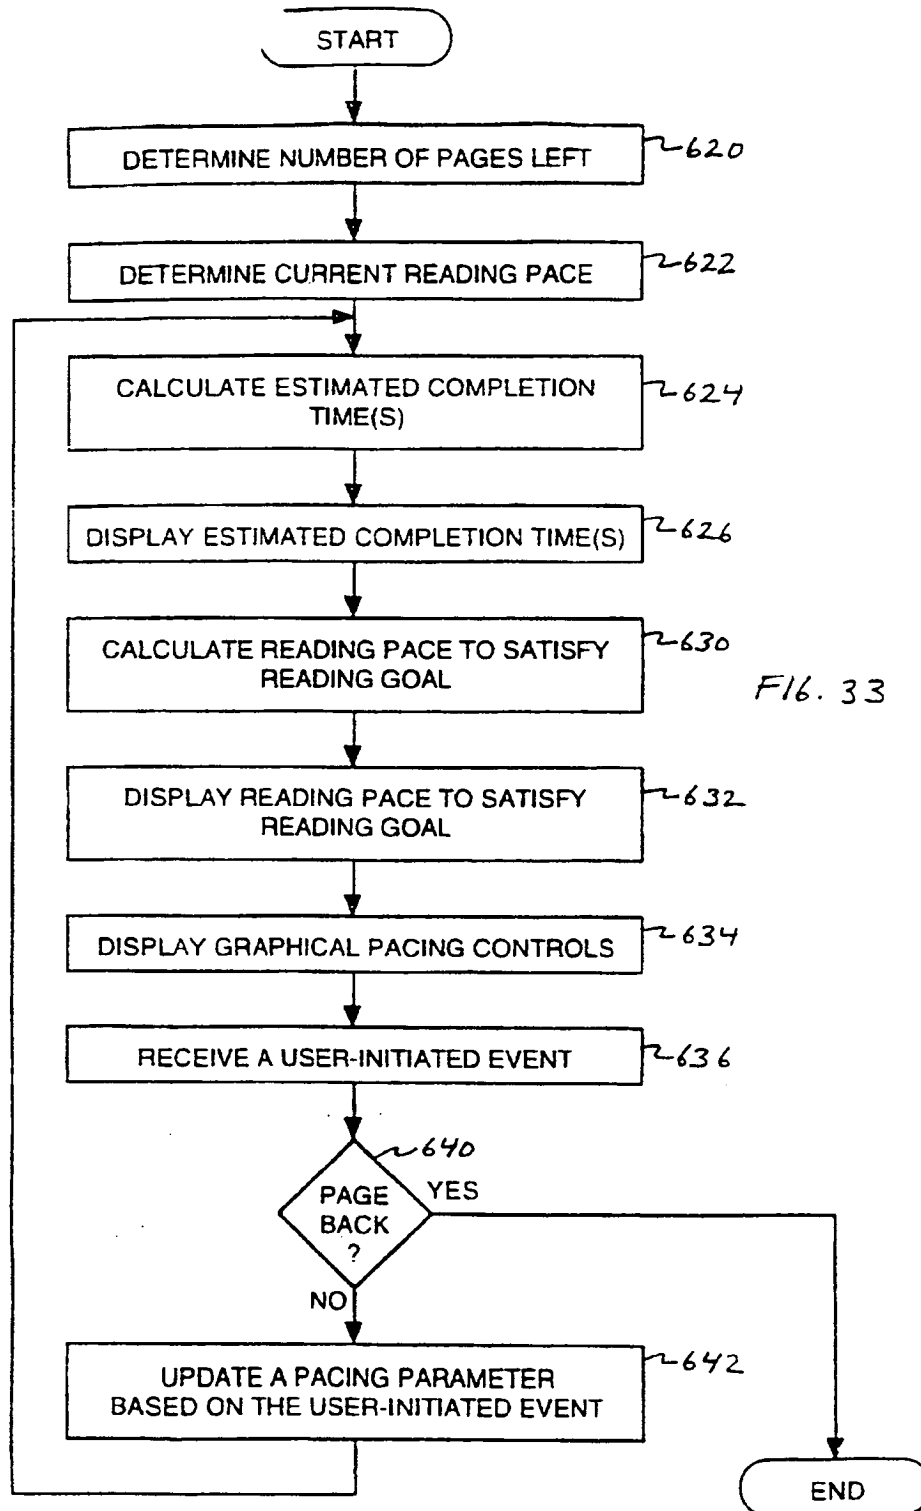 START
DETERMINE NUMBER OF PAGES LEFT
620
DETERMINE CURRENT READING PACE
622
CALCULATE ESTIMATED COMPLETION
TIME(S)
624
DISPLAY ESTIMATED COMPLETION TIME(S)
626
CALCULATE READING PACE TO SATISFY
READING GOAL
630
FIG. 33
DISPLAY READING PACE TO SATISFY
READING GOAL
632
DISPLAY GRAPHICAL PACING CONTROLS
634
RECEIVE A USER-INITIATED EVENT
636
640
PAGE
BACK
?
YES
NO
UPDATE A PACING PARAMETER
BASED ON THE USER-INITIATED EVENT
642
END